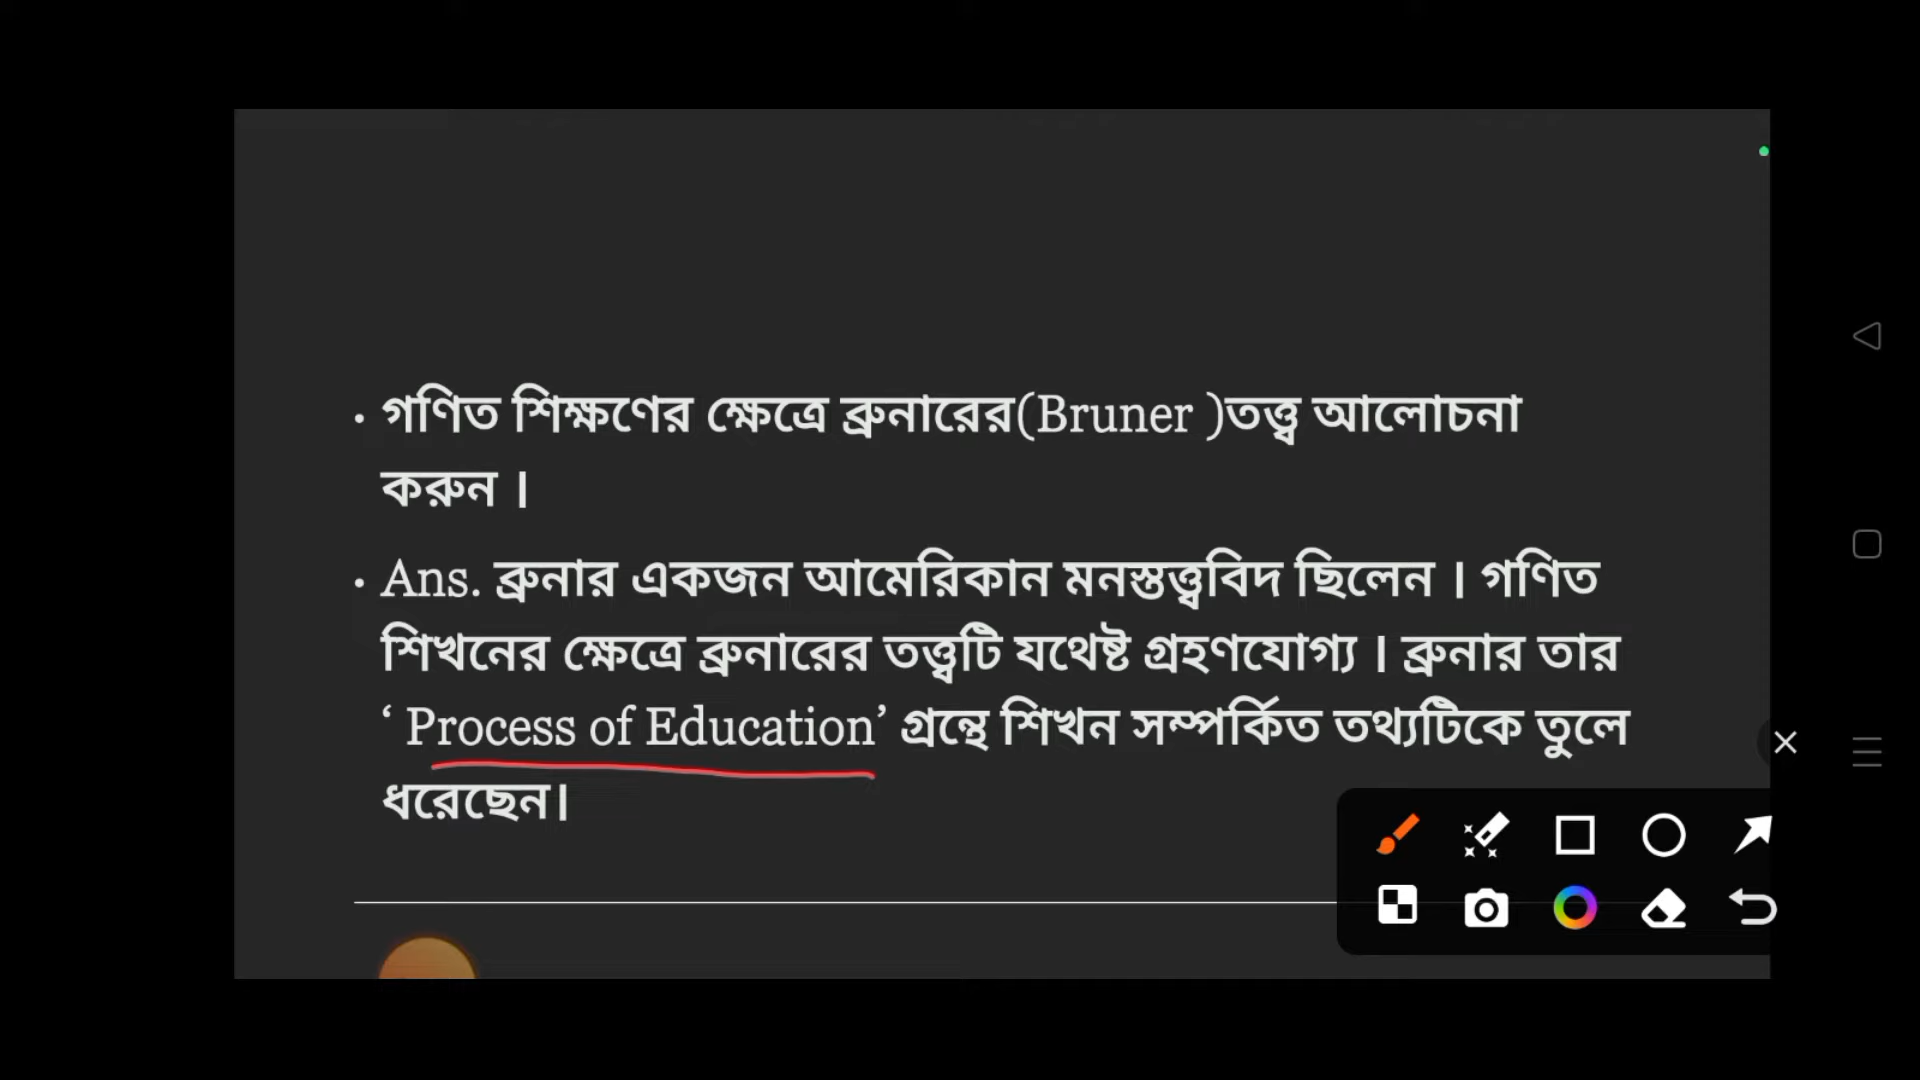 • গণিত শিক্ষণের ক্ষেত্রে ব্রুনারের(Bruner )তত্ত্ব আলোচনা
করুন ।
• Ans. ব্রুনার একজন আমেরিকান মনস্তত্ত্ববিদ ছিলেন । গণিত
শিখনের ক্ষেত্রে ব্রুনারের তত্ত্বটি যথেষ্ট গ্রহণযোগ্য । ব্রুনার তার
‘ Process of Education’ গ্রন্থে শিখন সম্পর্কিত তথ্যটিকে তুলে
ধরেছেন।